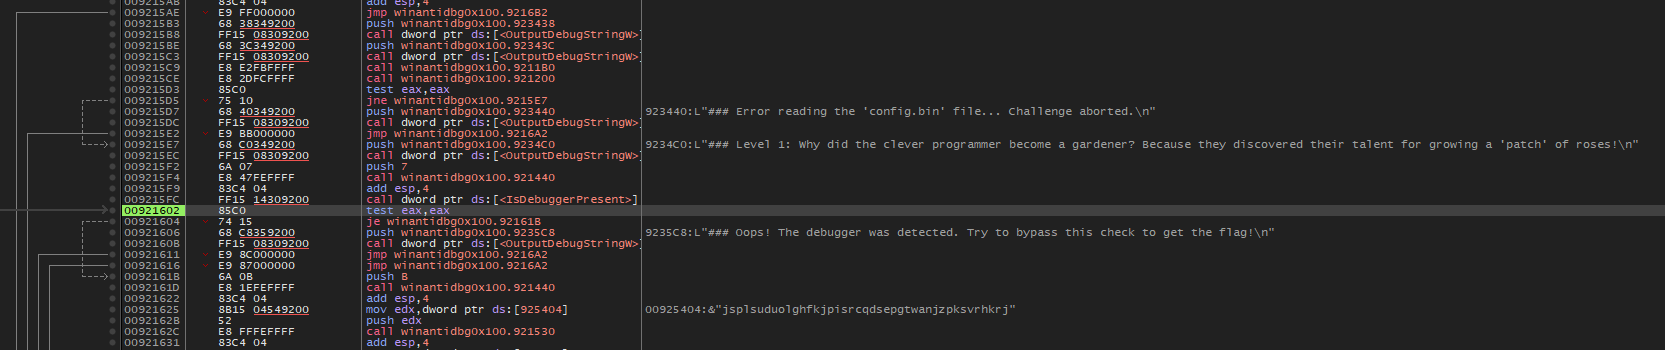 009215AB 83C4 04 add esp,4
009215AE E9 FF000000 jmp winantidbg0x100.9216B2
009215B3 68 38349200 push winantidbg0x100.923438
009215B8 FF15 08309200 call dword ptr ds:[<OutputDebugStringW>]
009215BE 68 3C349200 push winantidbg0x100.92343C
009215C3 FF15 08309200 call dword ptr ds:[<OutputDebugStringW>]
009215C9 E8 E2FBFFFF call winantidbg0x100.9211B0
009215CE E8 2DFCFFFF call winantidbg0x100.921200
009215D3 85C0 test eax,eax
009215D5 75 10 jne winantidbg0x100.9215E7
009215D7 68 40349200 push winantidbg0x100.923440 923440:L"### Error reading the 'config.bin' file... Challenge aborted.\n"
009215DC FF15 08309200 call dword ptr ds:[<OutputDebugStringW>]
009215E2 E9 BB000000 jmp winantidbg0x100.9216A2
009215E7 68 C0349200 push winantidbg0x100.9234C0 9234C0:L"### Level 1: Why did the clever programmer become a gardener? Because they discovered their talent for growing a 'patch' of roses!\n"
009215EC FF15 08309200 call dword ptr ds:[<OutputDebugStringW>]
009215F2 6A 07 push 7
009215F4 E8 47FEFFFF call winantidbg0x100.921440
009215F9 83C4 04 add esp,4
009215FC FF15 14309200 call dword ptr ds:[<IsDebuggerPresent>]
00921602 85C0 test eax,eax
00921604 74 15 je winantidbg0x100.92161B
00921606 68 C8359200 push winantidbg0x100.9235C8 9235C8:L"### Oops! The debugger was detected. Try to bypass this check to get the flag!\n"
0092160B FF15 08309200 call dword ptr ds:[<OutputDebugStringW>]
00921611 E9 8C000000 jmp winantidbg0x100.9216A2
00921616 E9 87000000 jmp winantidbg0x100.9216A2
0092161B 6A 0B push B
0092161D E8 1EFEFFFF call winantidbg0x100.921440
00921622 83C4 04 add esp,4
00921625 8B15 04549200 mov edx,dword ptr ds:[925404] 00925404:&"jsplsuduolghfkjpisrcqdsepgtwanjzpksvrhkrj"
0092162B 52 push edx
0092162C E8 FFFEFFFF call winantidbg0x100.921530
00921631 83C4 04 add esp,4